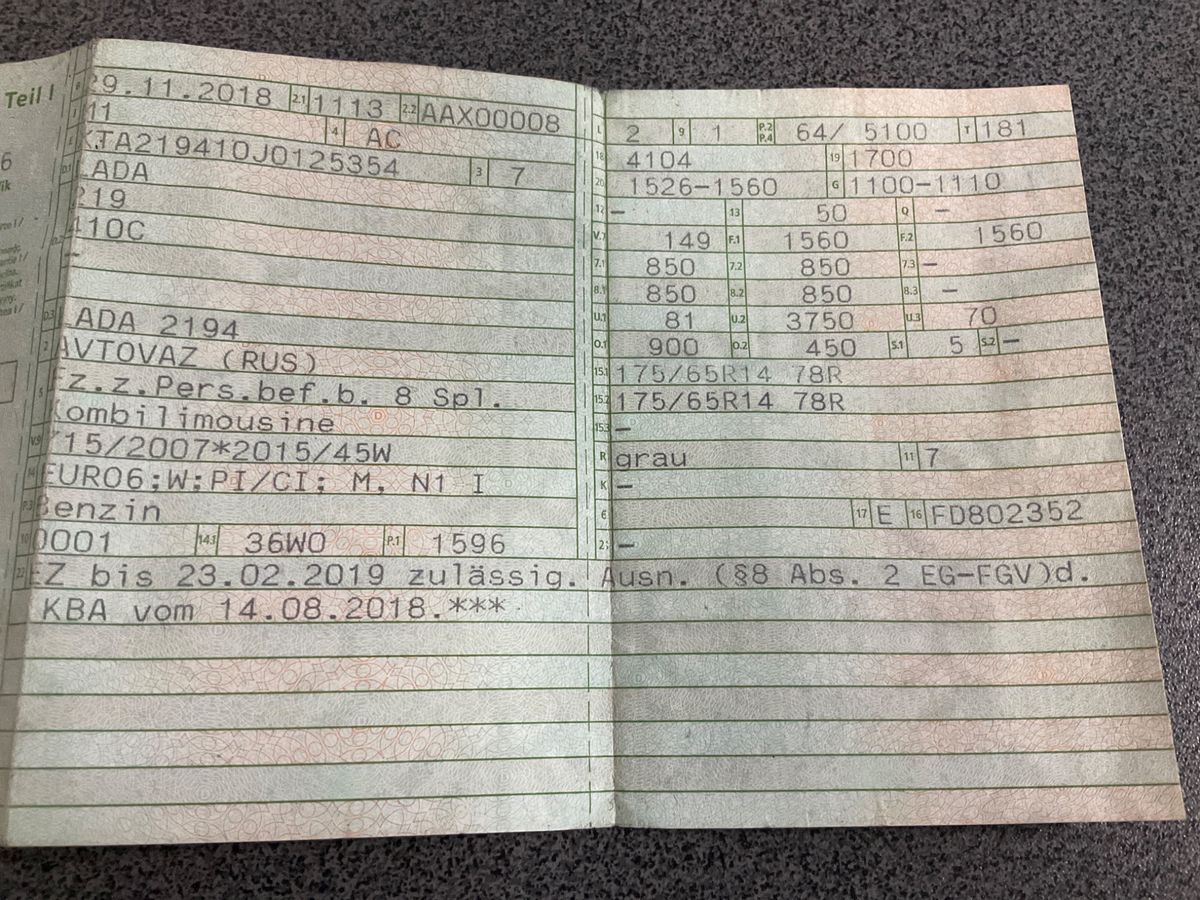 Teil I
B 29.11.2018 2.1 1113 2.2 AAX00008
J M1 4 AC
XTA219410J0125354 3 7
D.1 LADA
219
D.2 410C
–
D.3 LADA 2194
2 AVTOVAZ (RUS)
5 Fz.z.Pers.bef.b. 8 Spl.
Kombilimousine
V.9 715/2007*2015/45W
14 EURO6;W;PI/CI; M, N1 I
P.3 Benzin
10 0001 14.1 36W0 P.1 1596
22 EZ bis 23.02.2019 zulässig. Ausn. (§8 Abs. 2 EG-FGV)d.
KBA vom 14.08.2018.***
L 2 9 1 P.2 P.4 64/ 5100 T 181
18 4104 19 1700
20 1526-1560 G 1100-1110
12 – 13 50 Q –
V.7 149 F.1 1560 F.2 1560
7.1 850 7.2 850 7.3 –
8.1 850 8.2 850 8.3 –
U.1 81 U.2 3750 U.3 70
O.1 900 O.2 450 S.1 5 S.2 –
15.1 175/65R14 78R
15.2 175/65R14 78R
15.3 –
R grau 11 7
K –
6 17 E 16 FD802352
21 –